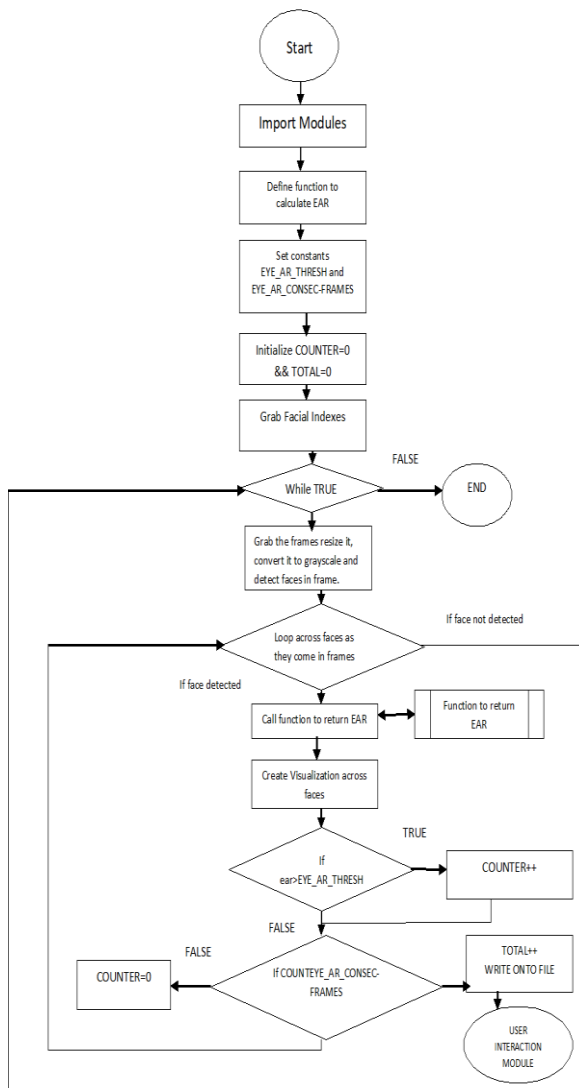 Start
Import Modules
Define function to
calculate EAR
Set constants
EYE_AR_THRESH and
EYE_AR_CONSEC-FRAMES
Initialize COUNTER=0
&& TOTAL=0
Grab Facial Indexes
FALSE
While TRUE
END
Grab the frames resize it,
convert it to grayscale and
detect faces in frame.
If face not detected
Loop across faces as
they come in frames
If face detected
Call function to return EAR
Function to return
EAR
Create Visualization across
faces
TRUE
If
ear>EYE_AR_THRESH
COUNTER++
FALSE
FALSE
COUNTER=0
If COUNTEYE_AR_CONSEC-
FRAMES
TOTAL++
WRITE ONTO FILE
USER
INTERACTION
MODULE